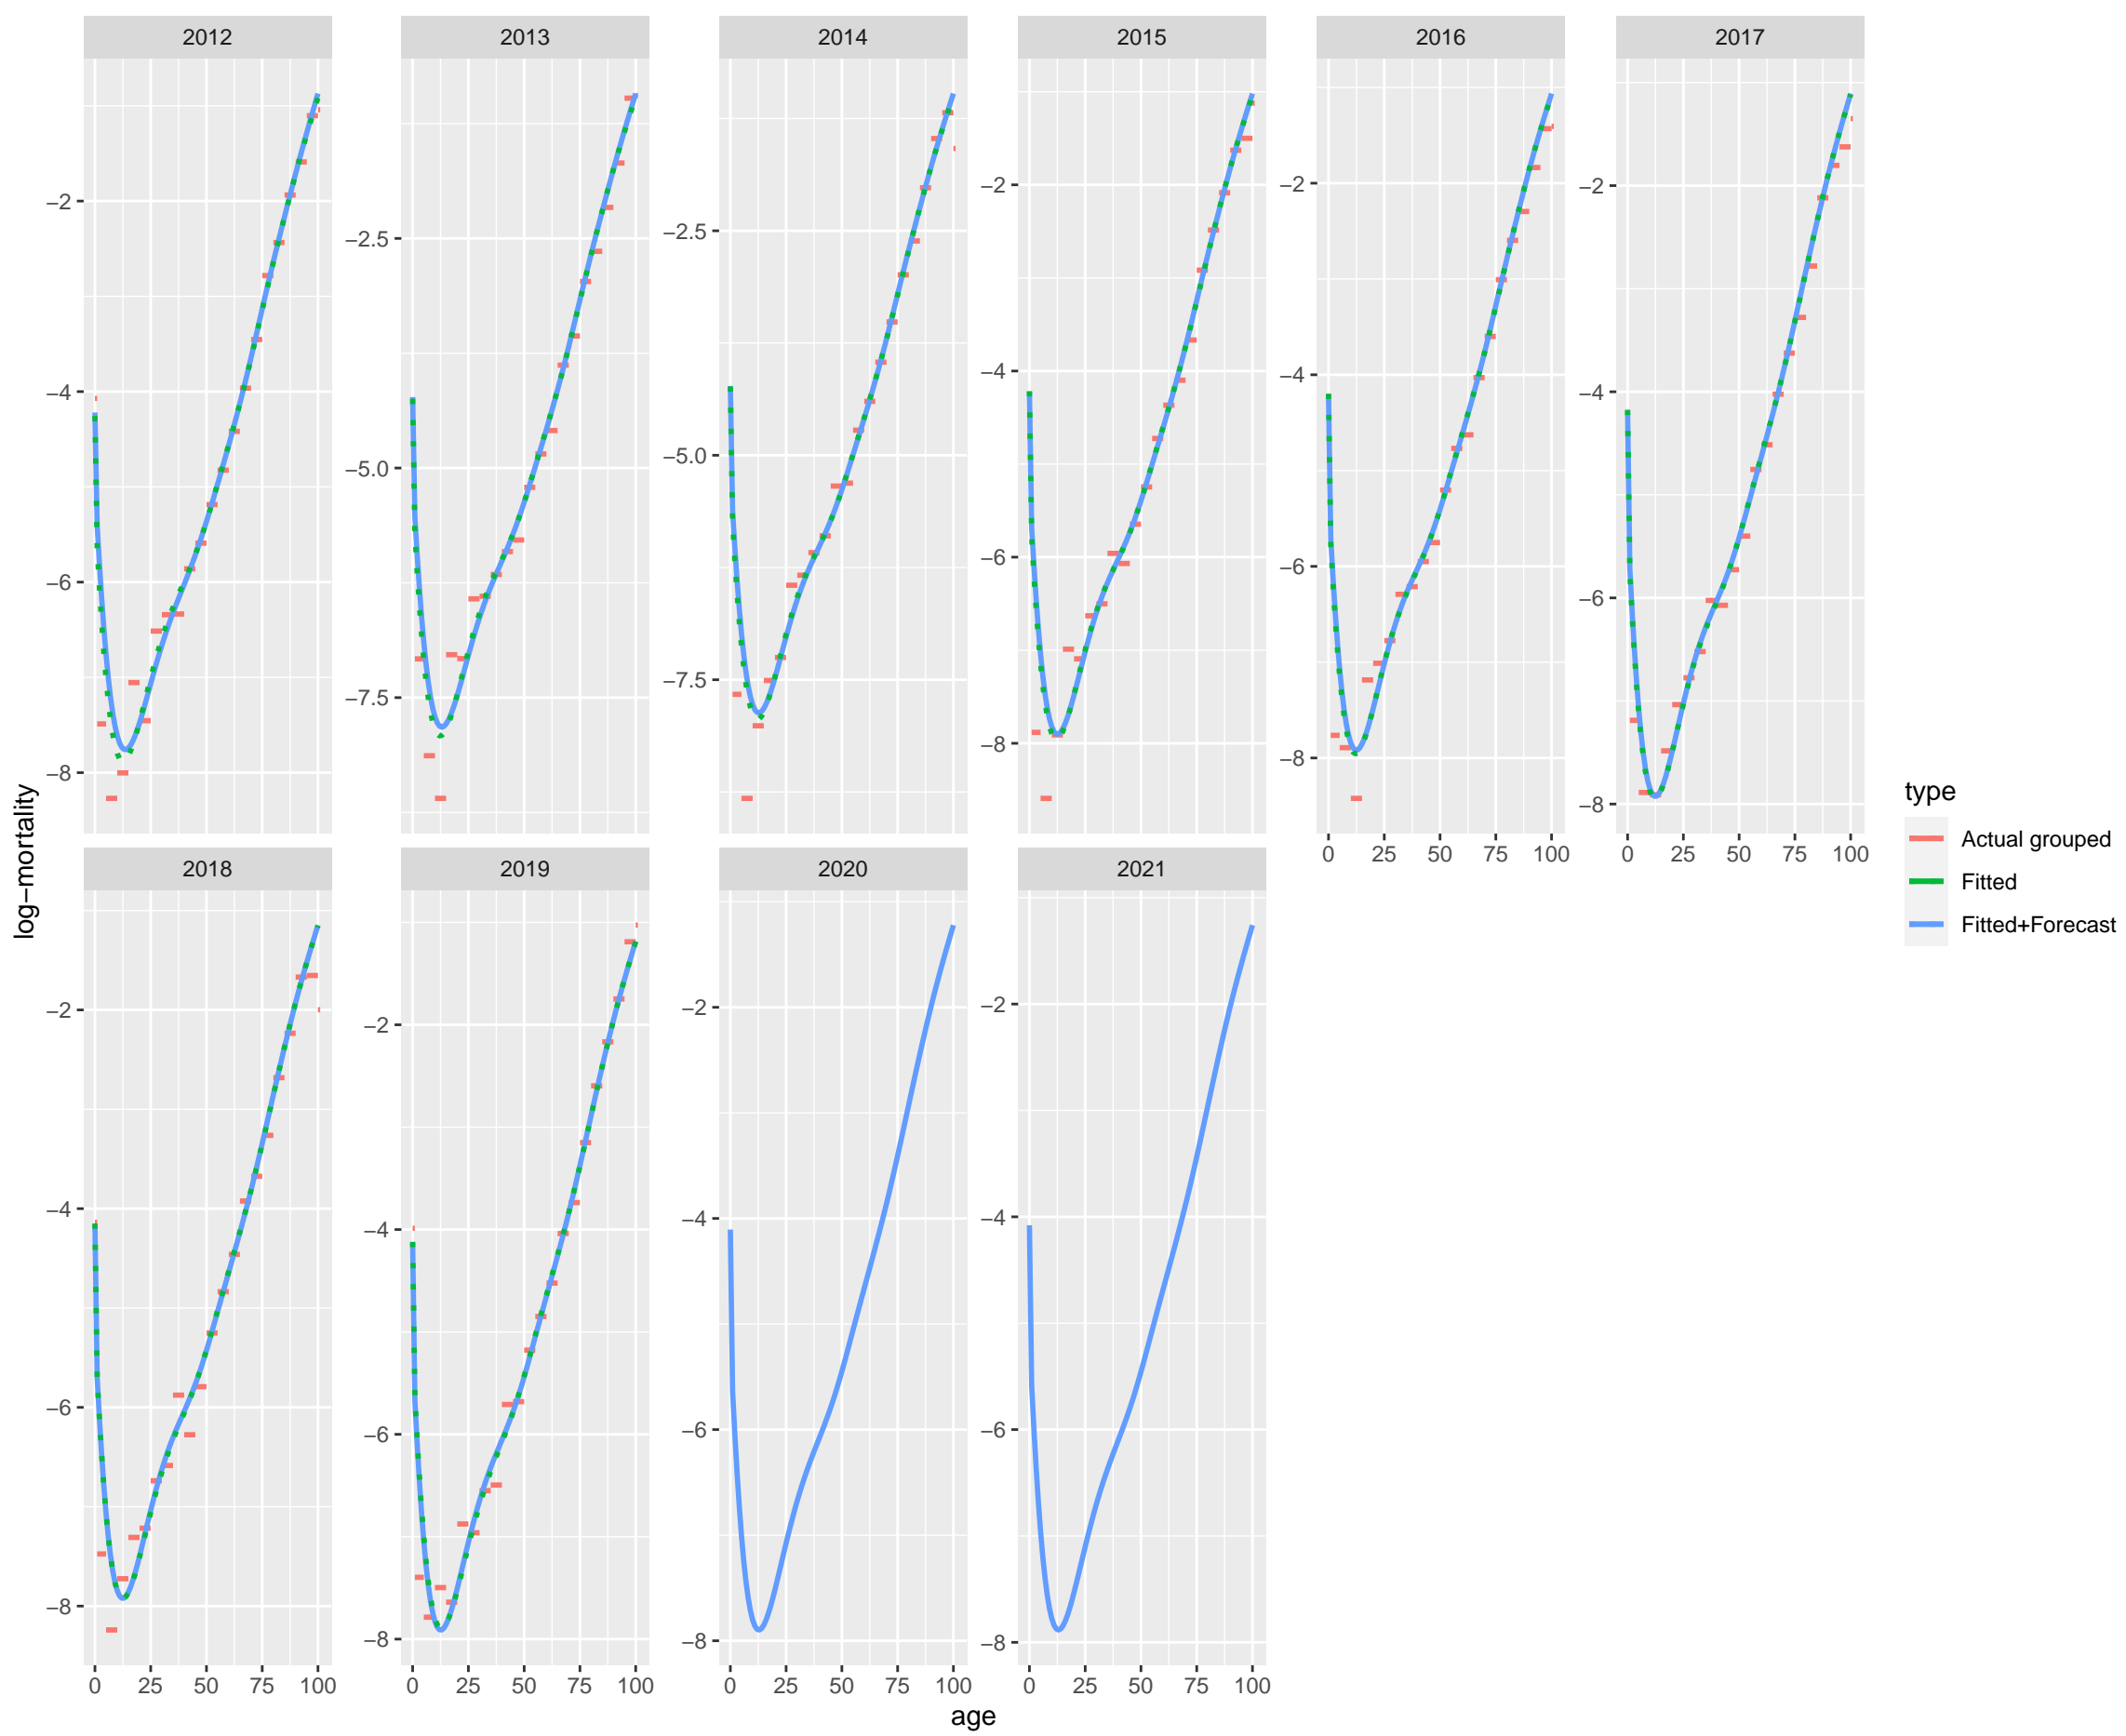 2012 2013 2014 2015 2016 2017
−2 −4 −6 −8
−2.5 −5.0 −7.5
−2.5 −5.0 −7.5
−2 −4 −6 −8
−2 −4 −6 −8
−2 −4 −6 −8
0 25 50 75 100
0 25 50 75 100
log−mortality
type
Actual grouped
Fitted
Fitted+Forecast
2018 2019 2020 2021
−2 −4 −6 −8
−2 −4 −6 −8
−2 −4 −6 −8
−2 −4 −6 −8
0 25 50 75 100
0 25 50 75 100
0 25 50 75 100
0 25 50 75 100
age